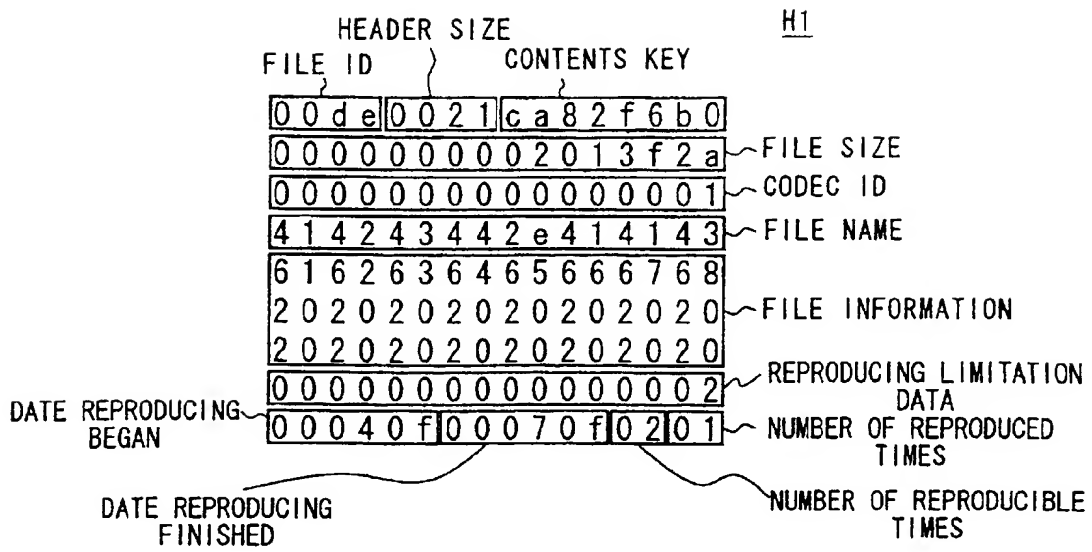 H1
HEADER SIZE
FILE ID
CONTENTS KEY
00de 0021 ca82f6b0
0000000002013f2a FILE SIZE
0000000000000001 CODEC ID
414243442e414143 FILE NAME
6162636465666768
2020202020202020 FILE INFORMATION
2020202020202020
0000000000000002 REPRODUCING LIMITATION
DATA
DATE REPRODUCING
BEGAN
00040f 00070f 02 01 NUMBER OF REPRODUCED
TIMES
DATE REPRODUCING
FINISHED
NUMBER OF REPRODUCIBLE
TIMES